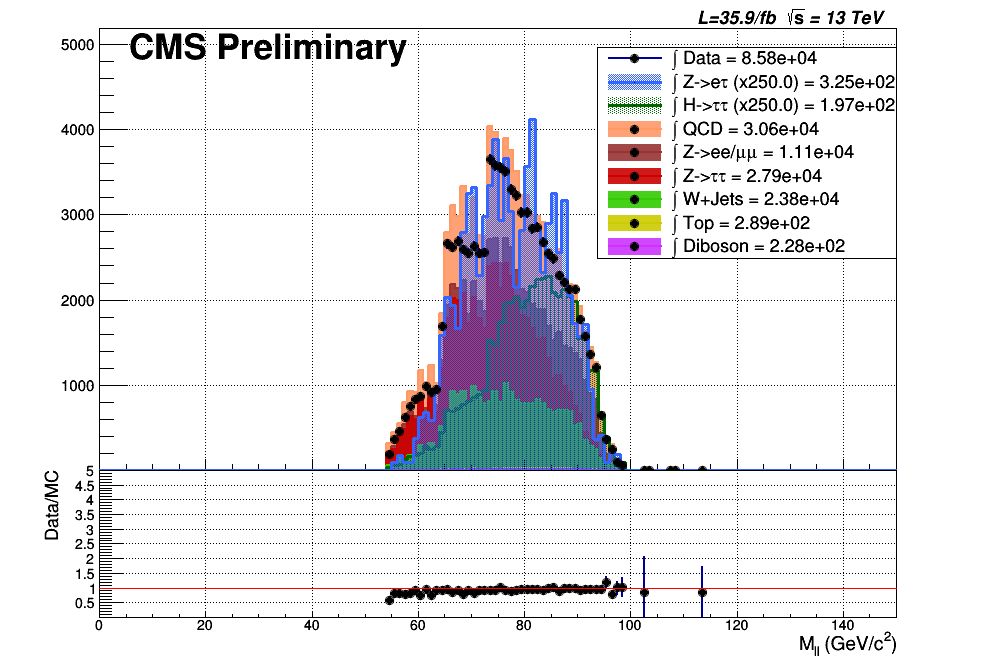 L=35.9/fb √s = 13 TeV
CMS Preliminary
∫ Data = 8.58e+04
∫ Z->eτ (x250.0) = 3.25e+02
∫ H->ττ (x250.0) = 1.97e+02
∫ QCD = 3.06e+04
∫ Z->ee/μμ = 1.11e+04
∫ Z->ττ = 2.79e+04
∫ W+Jets = 2.38e+04
∫ Top = 2.89e+02
∫ Diboson = 2.28e+02
5000
4000
3000
2000
1000
Data/MC
5
4.5
4
3.5
3
2.5
2
1.5
1
0.5
0 20 40 60 80 100 120 140
M_ll (GeV/c²)